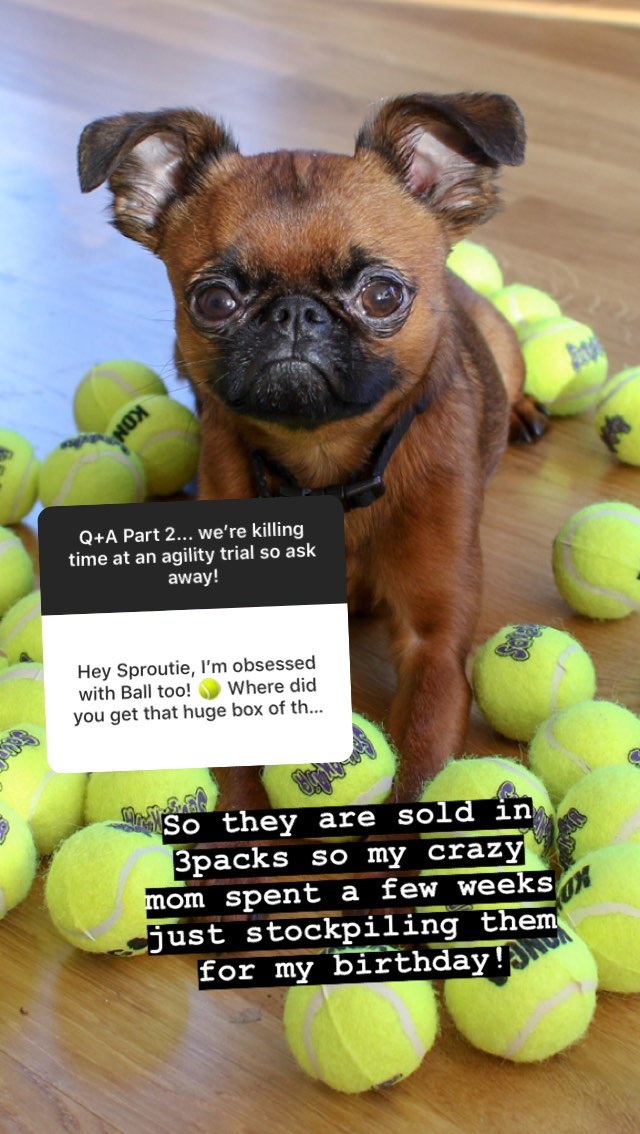 KON
Q+A Part 2... we’re killing
time at an agility trial so ask
away!
Hey Sproutie, I’m obsessed
with Ball too! 🎾 Where did
you get that huge box of th...
So they are sold in
3packs so my crazy
mom spent a few weeks
just stockpiling them
for my birthday!